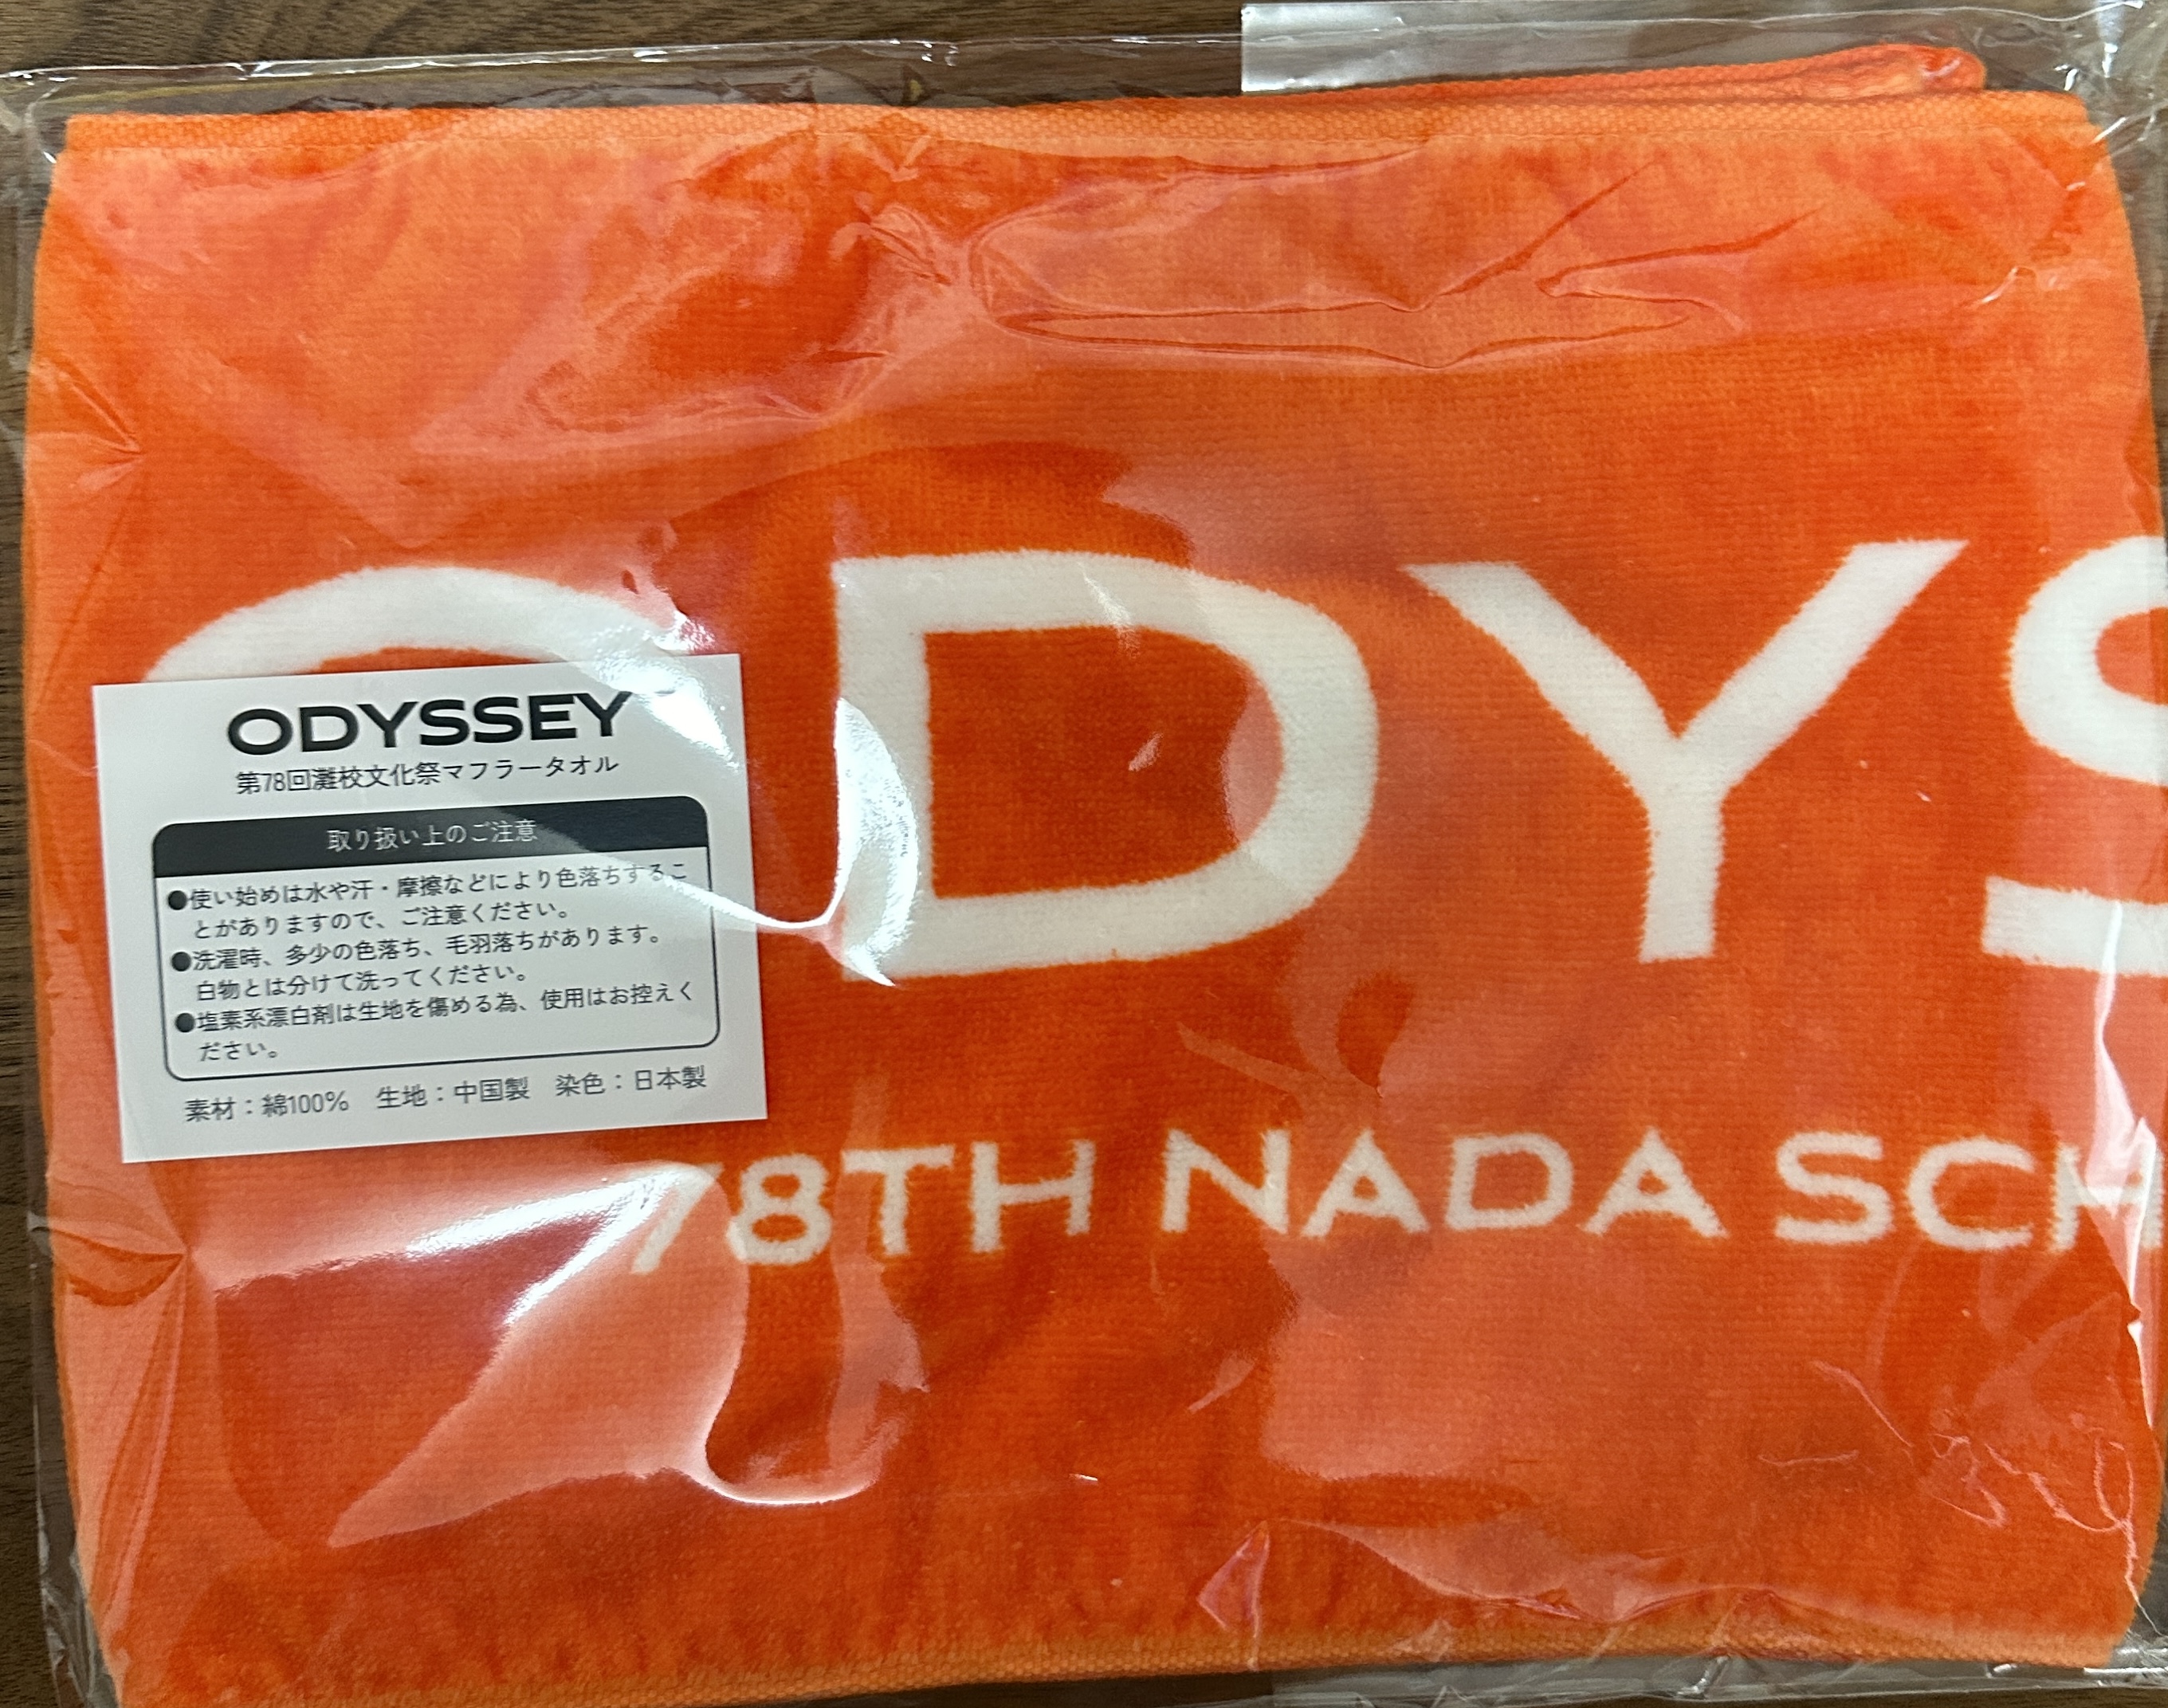 ODYS
ODYSSEY
第78回灘校文化祭マフラータオル
取り扱い上のご注意
●使い始めは水や汗・摩擦などにより色落ちするこ
とがありますので、ご注意ください。
●洗濯時、多少の色落ち、毛羽落ちがあります。
白物とは分けて洗ってください。
●塩素系漂白剤は生地を傷める為、使用はお控えく
ださい。
素材：綿100%　生地：中国製　染色：日本製
78TH NADA SCH